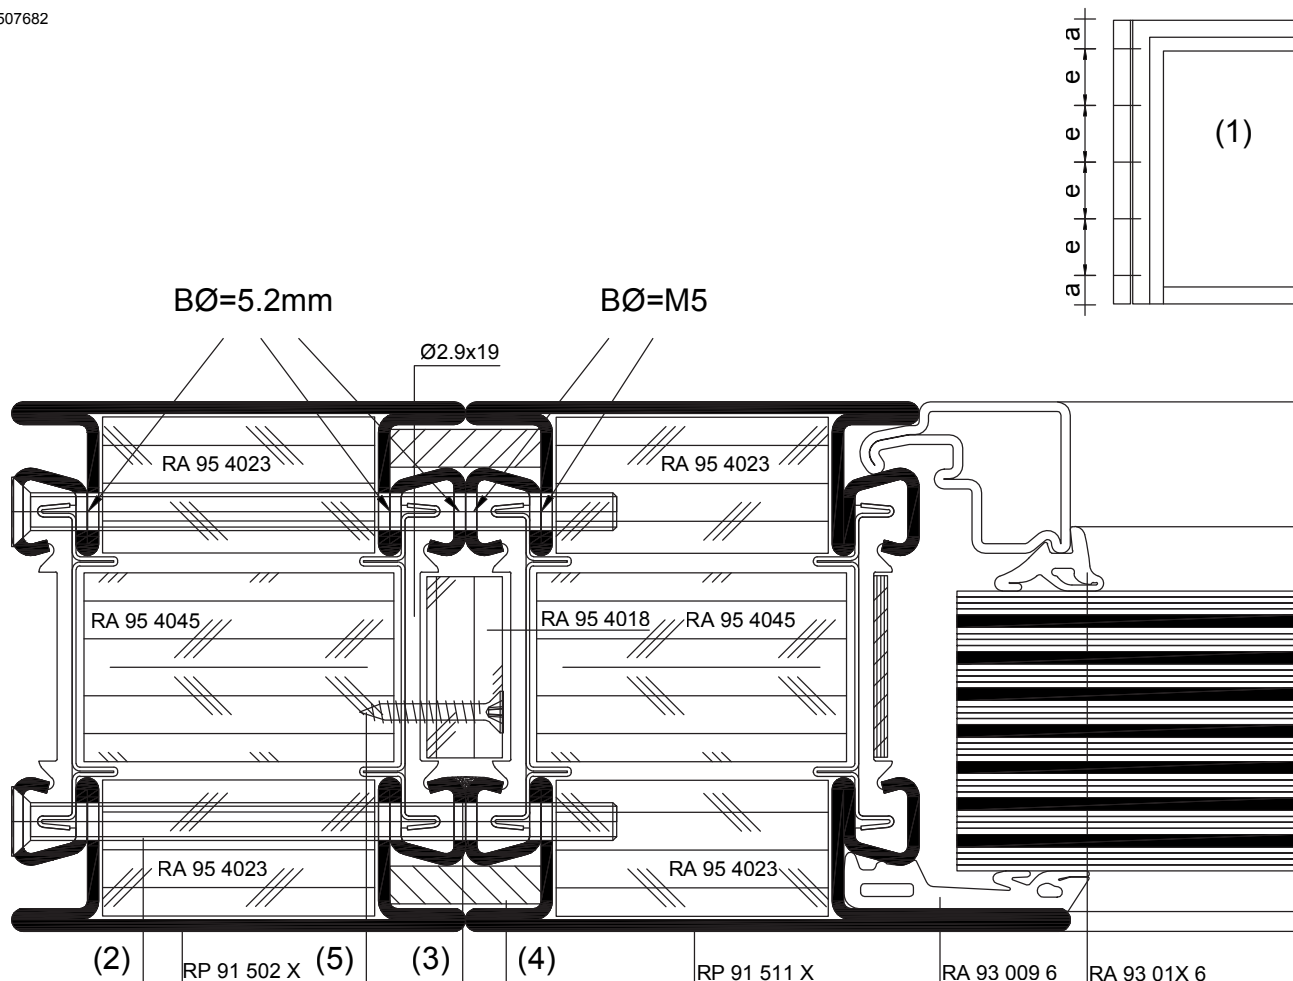 507682
a
e
e
e
e
a
(1)
BØ=5.2mm
BØ=M5
Ø2.9x19
RA 95 4023
RA 95 4023
RA 95 4045
RA 95 4018
RA 95 4045
RA 95 4023
RA 95 4023
(2)
RP 91 502 X
(5)
(3)
(4)
RP 91 511 X
RA 93 009 6
RA 93 01X 6